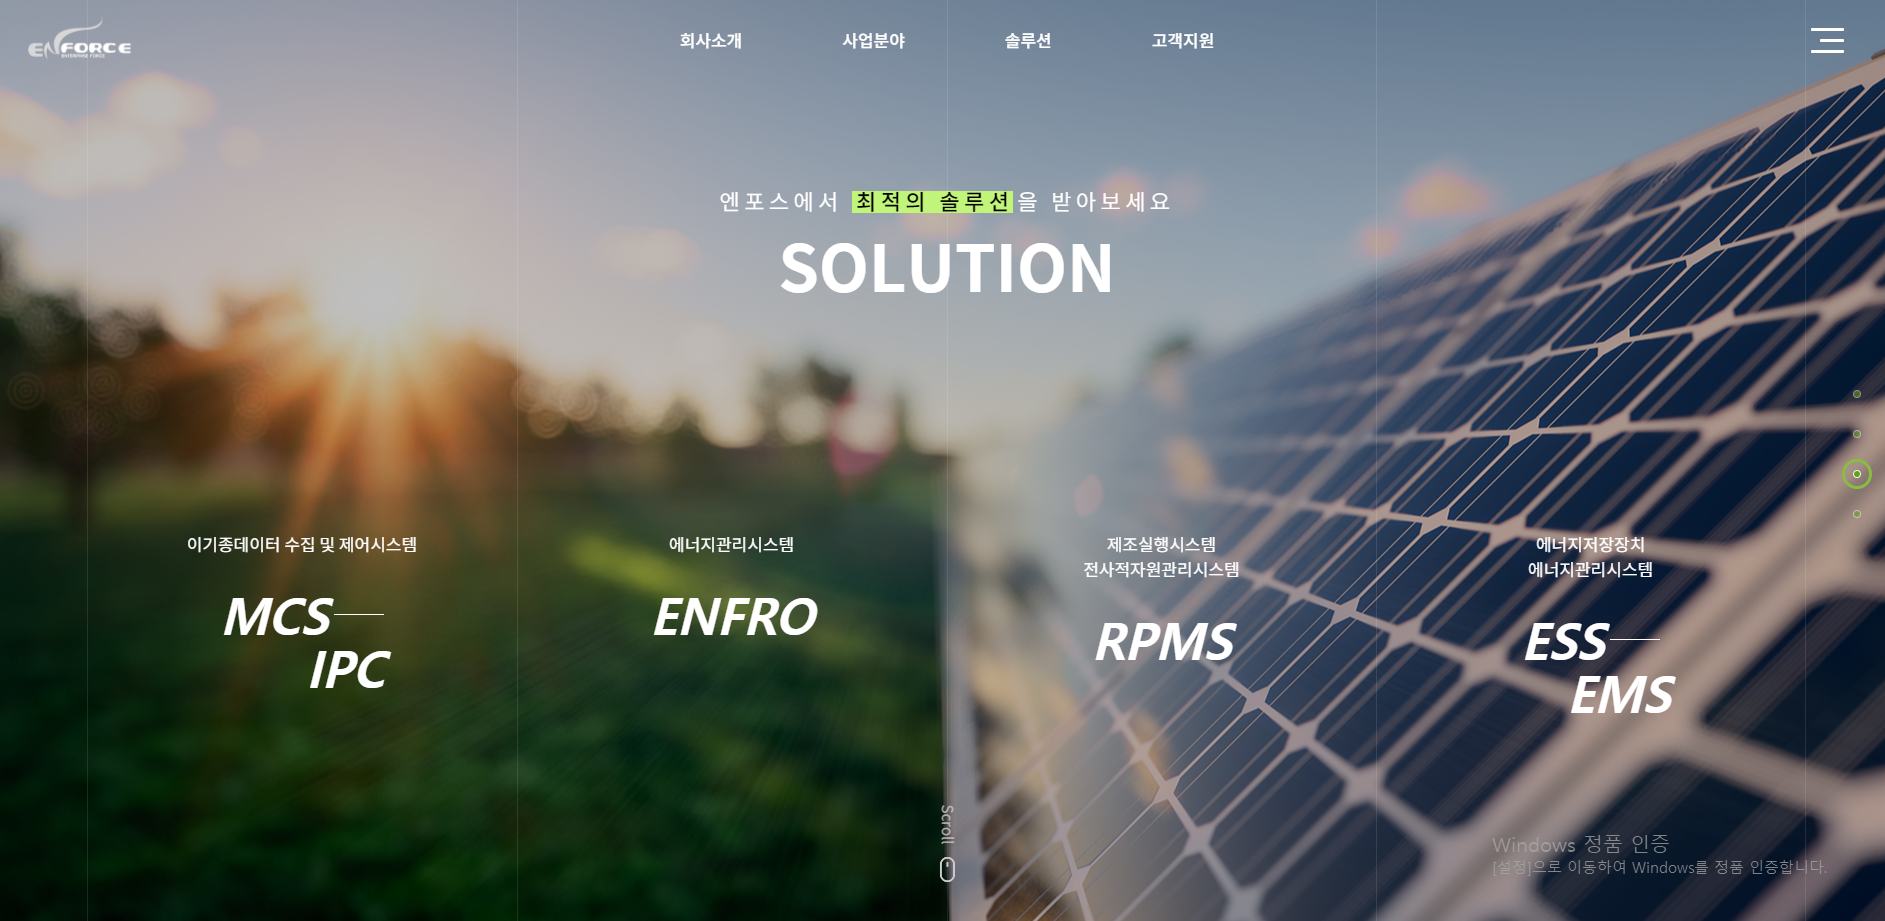 ENFORCE
ENTERPRISE FORCE
회사소개
사업분야
솔루션
고객지원
엔포스에서 최적의 솔루션을 받아보세요
SOLUTION
이기종데이터 수집 및 제어시스템
MCS
IPC
에너지관리시스템
ENFRO
제조실행시스템
전사적자원관리시스템
RPMS
에너지저장장치
에너지관리시스템
ESS
EMS
Scroll
Windows 정품 인증
[설정]으로 이동하여 Windows를 정품 인증합니다.